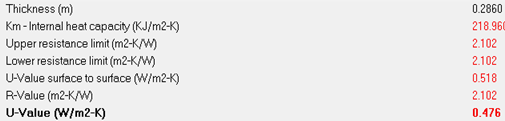 Thickness (m) 0.2860
Km - Internal heat capacity (KJ/m2-K) 218.960
Upper resistance limit (m2-K/W) 2.102
Lower resistance limit (m2-K/W) 2.102
U-Value surface to surface (W/m2-K) 0.518
R-Value (m2-K/W) 2.102
U-Value (W/m2-K) 0.476